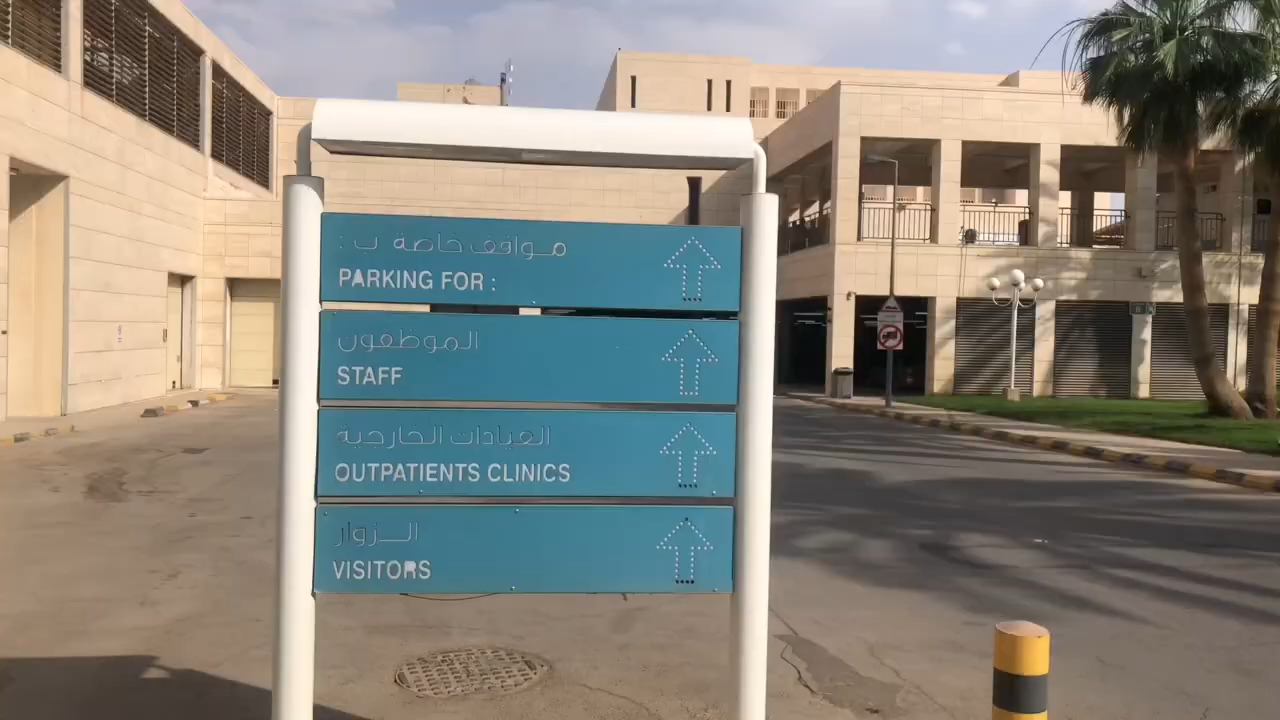 مواقف خاصة ب :
PARKING FOR :
الموظفون
STAFF
العيادات الخارجية
OUTPATIENTS CLINICS
الزوار
VISITORS